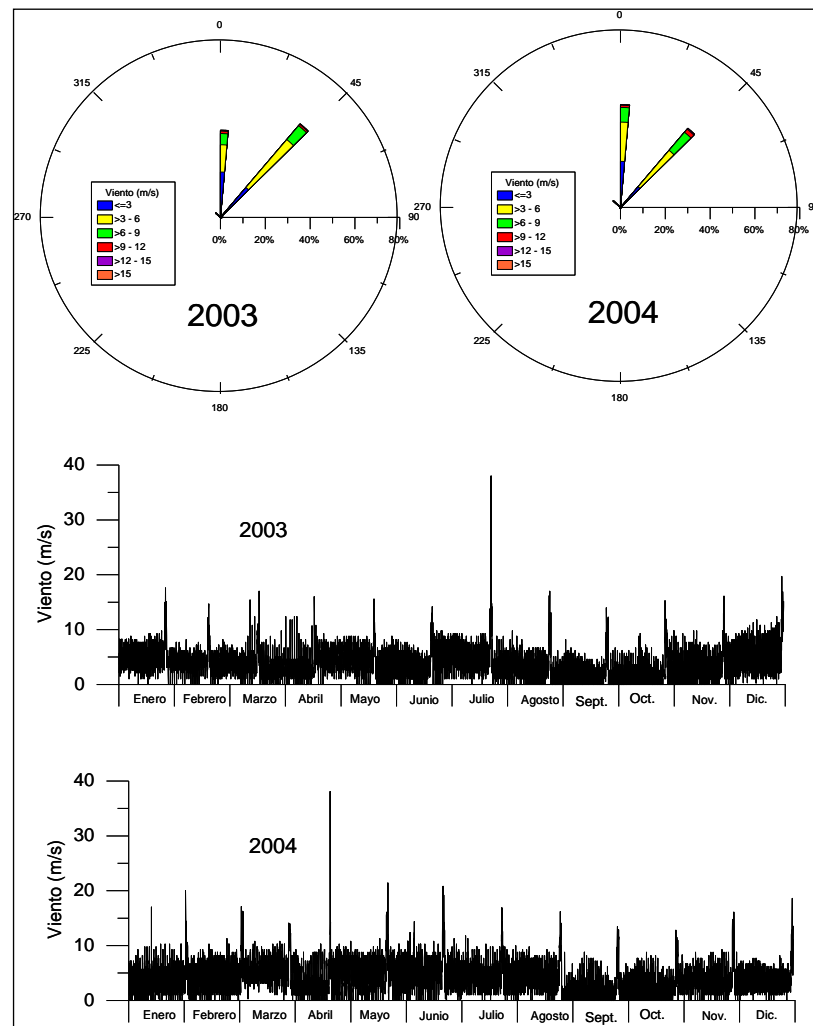 0
45
90
135
180
225
270
315
0% 20% 40% 60% 80%
Viento (m/s)
<=3
>3 - 6
>6 - 9
>9 - 12
>12 - 15
>15
2003
0
45
9
135
180
225
270
315
0% 20% 40% 60% 80%
Viento (m/s)
<=3
>3 - 6
>6 - 9
>9 - 12
>12 - 15
>15
2004
Viento (m/s)
40
30
20
10
0
2003
Enero Febrero Marzo Abril Mayo Junio Julio Agosto Sept. Oct. Nov. Dic.
Viento (m/s)
40
30
20
10
0
2004
Enero Febrero Marzo Abril Mayo Junio Julio Agosto Sept. Oct. Nov. Dic.